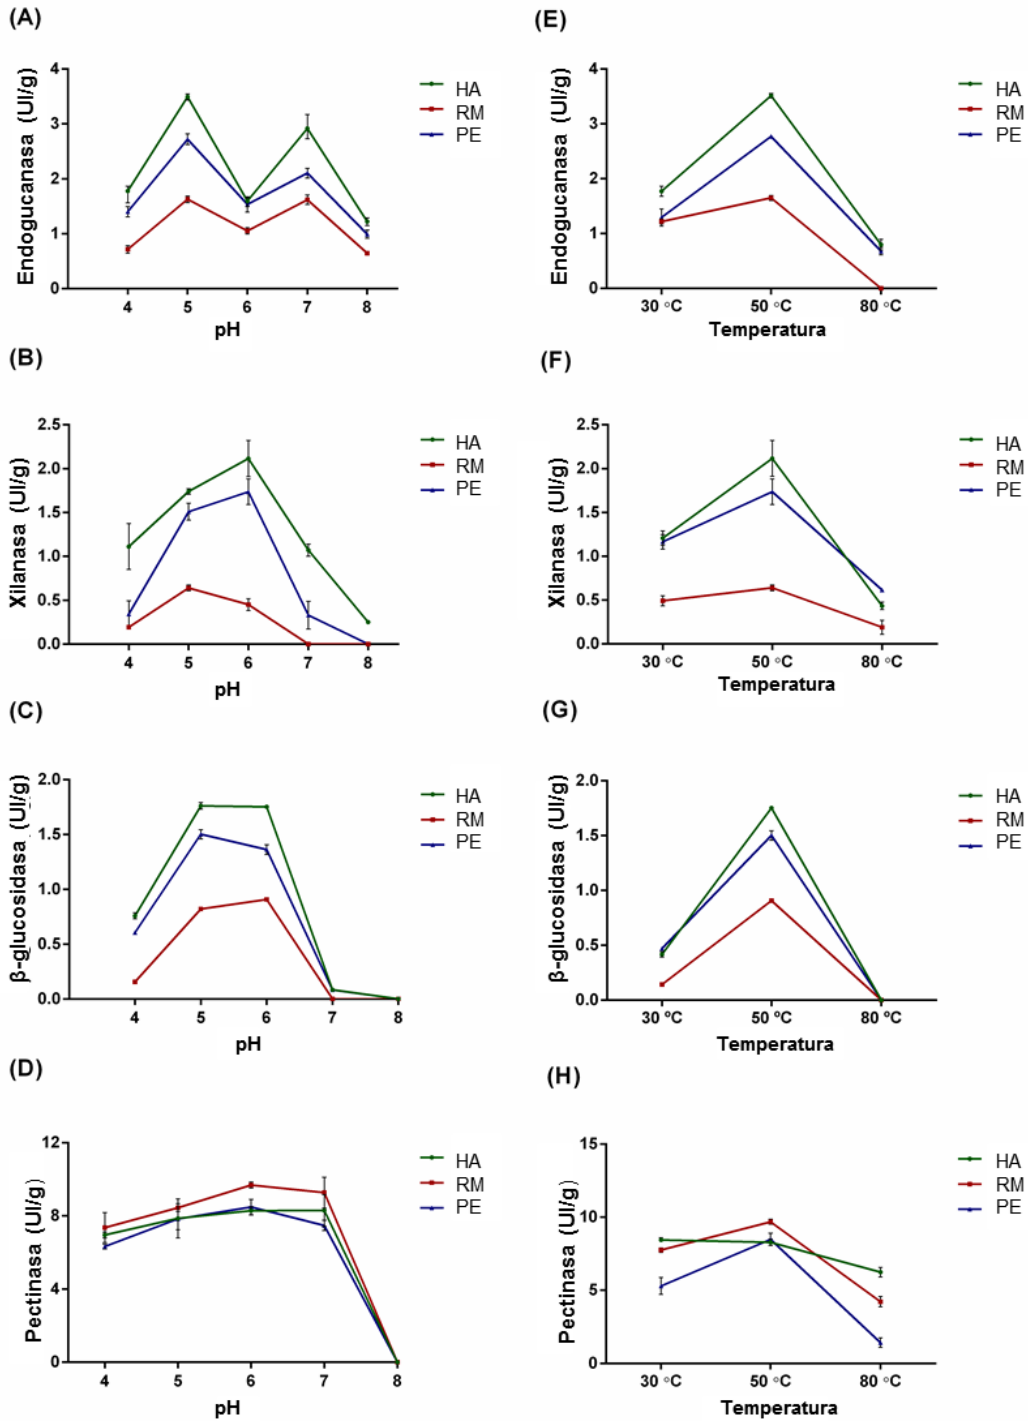 (A)
Endogucanasa (UI/g)
4
3
2
1
0
4 5 6 7 8
pH
HA
RM
PE
(E)
Endogucanasa (UI/g)
4
3
2
1
0
30 °C 50 °C 80 °C
Temperatura
HA
RM
PE
(B)
Xilanasa (UI/g)
2.5
2.0
1.5
1.0
0.5
0.0
4 5 6 7 8
pH
HA
RM
PE
(F)
Xilanasa (UI/g)
2.5
2.0
1.5
1.0
0.5
0.0
30 °C 50 °C 80 °C
Temperatura
HA
RM
PE
(C)
β-glucosidasa (UI/g)
2.0
1.5
1.0
0.5
0.0
4 5 6 7 8
pH
HA
RM
PE
(G)
β-glucosidasa (UI/g)
2.0
1.5
1.0
0.5
0.0
30 ºC 50 ºC 80 ºC
Temperatura
HA
RM
PE
(D)
Pectinasa (UI/g)
12
8
4
0
4 5 6 7 8
pH
HA
RM
PE
(H)
Pectinasa (UI/g)
15
10
5
0
30 °C 50 °C 80 °C
Temperatura
HA
RM
PE